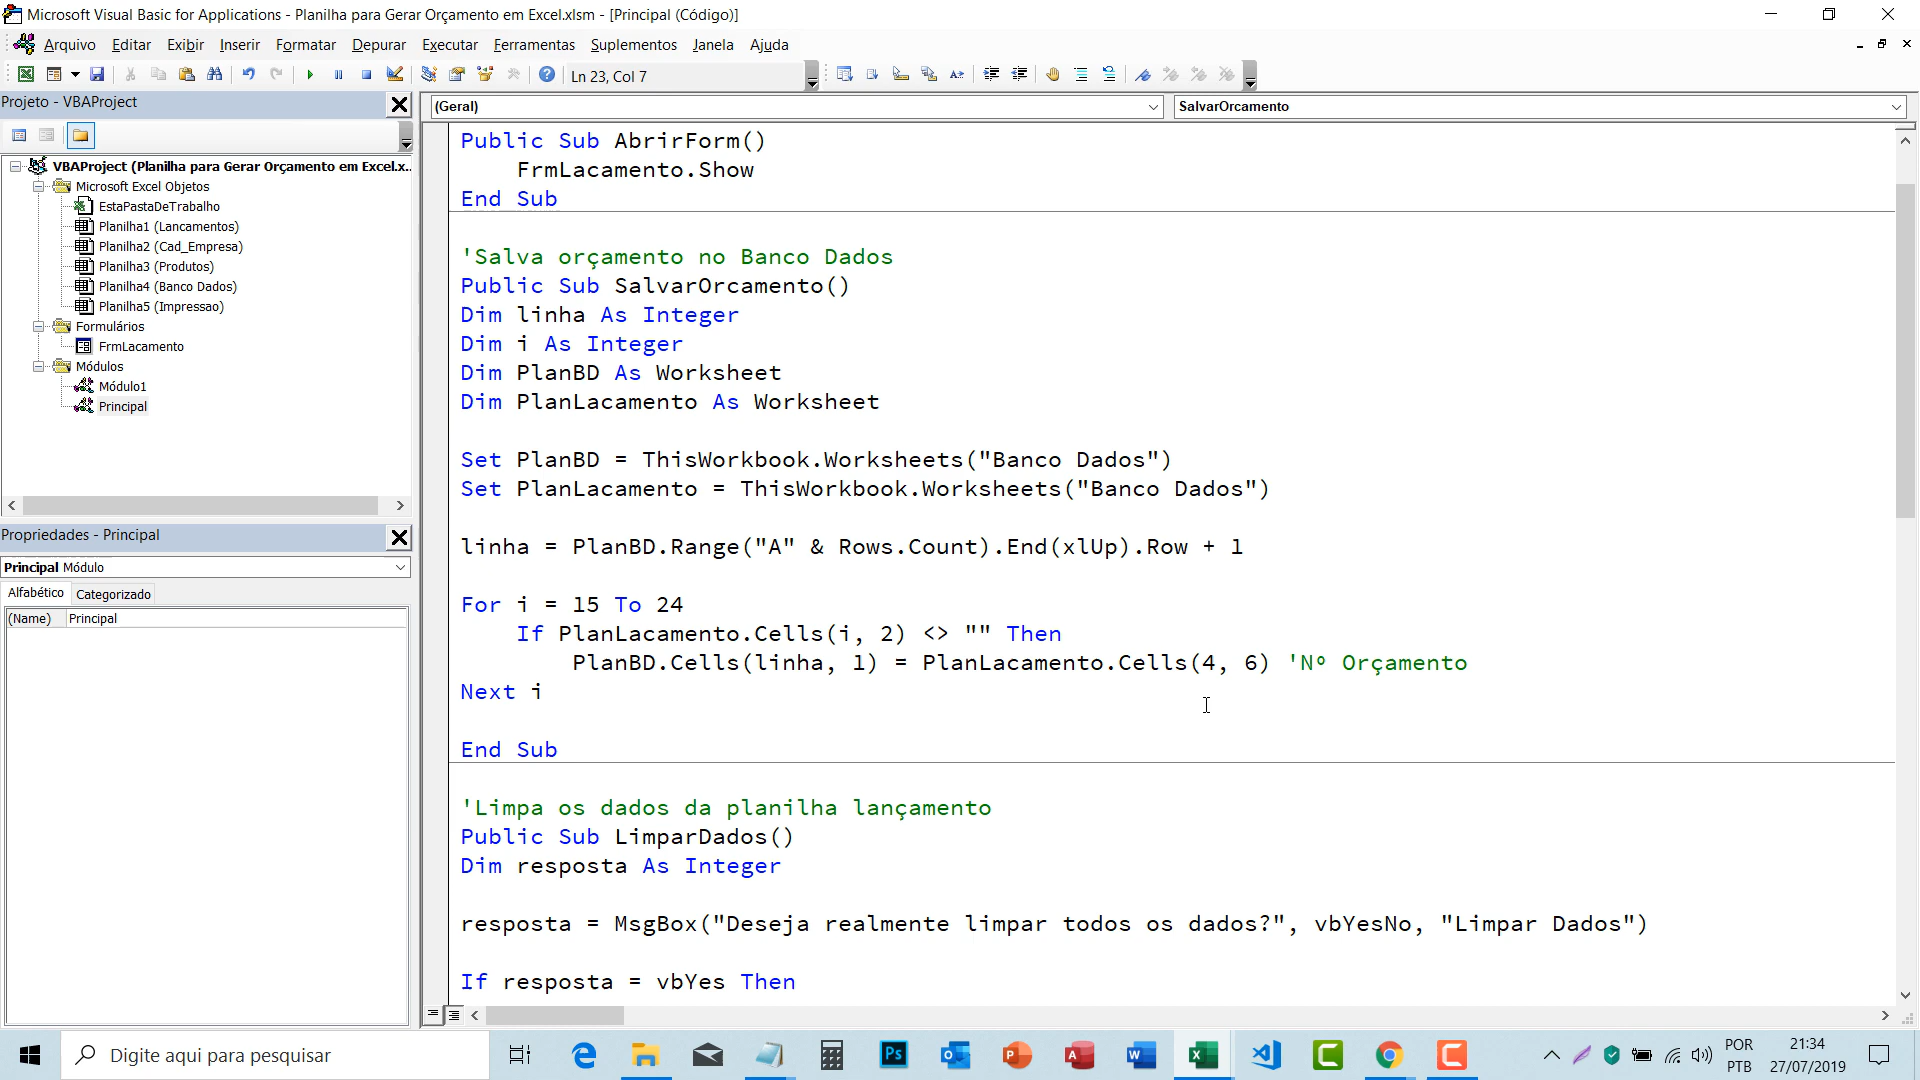 Microsoft Visual Basic for Applications - Planilha para Gerar Orçamento em Excel.xlsm - [Principal (Código)]
Arquivo Editar Exibir Inserir Formatar Depurar Executar Ferramentas Suplementos Janela Ajuda
Ln 23, Col 7
Projeto - VBAProject
VBAProject (Planilha para Gerar Orçamento em Excel.x..
Microsoft Excel Objetos
EstaPastaDeTrabalho
Planilha1 (Lancamentos)
Planilha2 (Cad_Empresa)
Planilha3 (Produtos)
Planilha4 (Banco Dados)
Planilha5 (Impressao)
Formulários
FrmLacamento
Módulos
Módulo1
Principal
Propriedades - Principal
Principal Módulo
Alfabético Categorizado
(Name) Principal
(Geral) SalvarOrcamento
Public Sub AbrirForm()
FrmLacamento.Show
End Sub
'Salva orçamento no Banco Dados
Public Sub SalvarOrcamento()
Dim linha As Integer
Dim i As Integer
Dim PlanBD As Worksheet
Dim PlanLacamento As Worksheet
Set PlanBD = ThisWorkbook.Worksheets("Banco Dados")
Set PlanLacamento = ThisWorkbook.Worksheets("Banco Dados")
linha = PlanBD.Range("A" & Rows.Count).End(xlUp).Row + 1
For i = 15 To 24
If PlanLacamento.Cells(i, 2) <> "" Then
PlanBD.Cells(linha, 1) = PlanLacamento.Cells(4, 6) 'Nº Orçamento
Next i
End Sub
'Limpa os dados da planilha lançamento
Public Sub LimparDados()
Dim resposta As Integer
resposta = MsgBox("Deseja realmente limpar todos os dados?", vbYesNo, "Limpar Dados")
If resposta = vbYes Then
Digite aqui para pesquisar
Ps
POR
PTB
21:34
27/07/2019